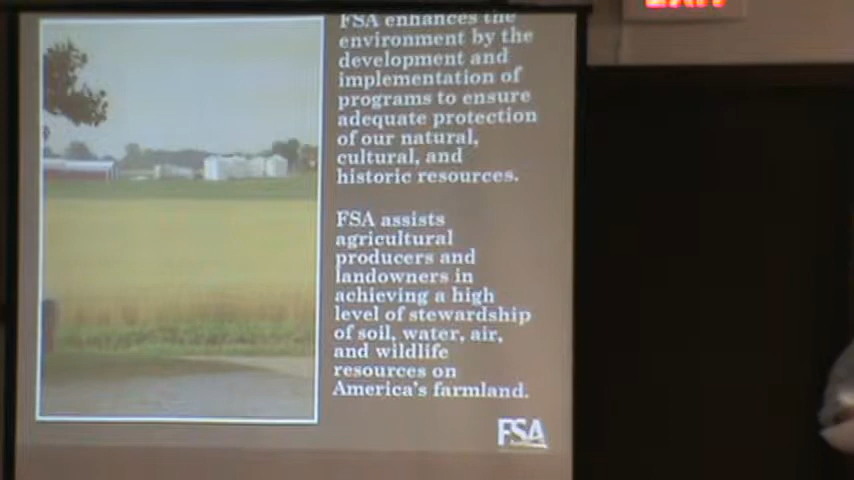 EXIT
FSA enhances the
environment by the
development and
implementation of
programs to ensure
adequate protection
of our natural,
cultural, and
historic resources.
FSA assists
agricultural
producers and
landowners in
achieving a high
level of stewardship
of soil, water, air,
and wildlife
resources on
America's farmland.
FSA